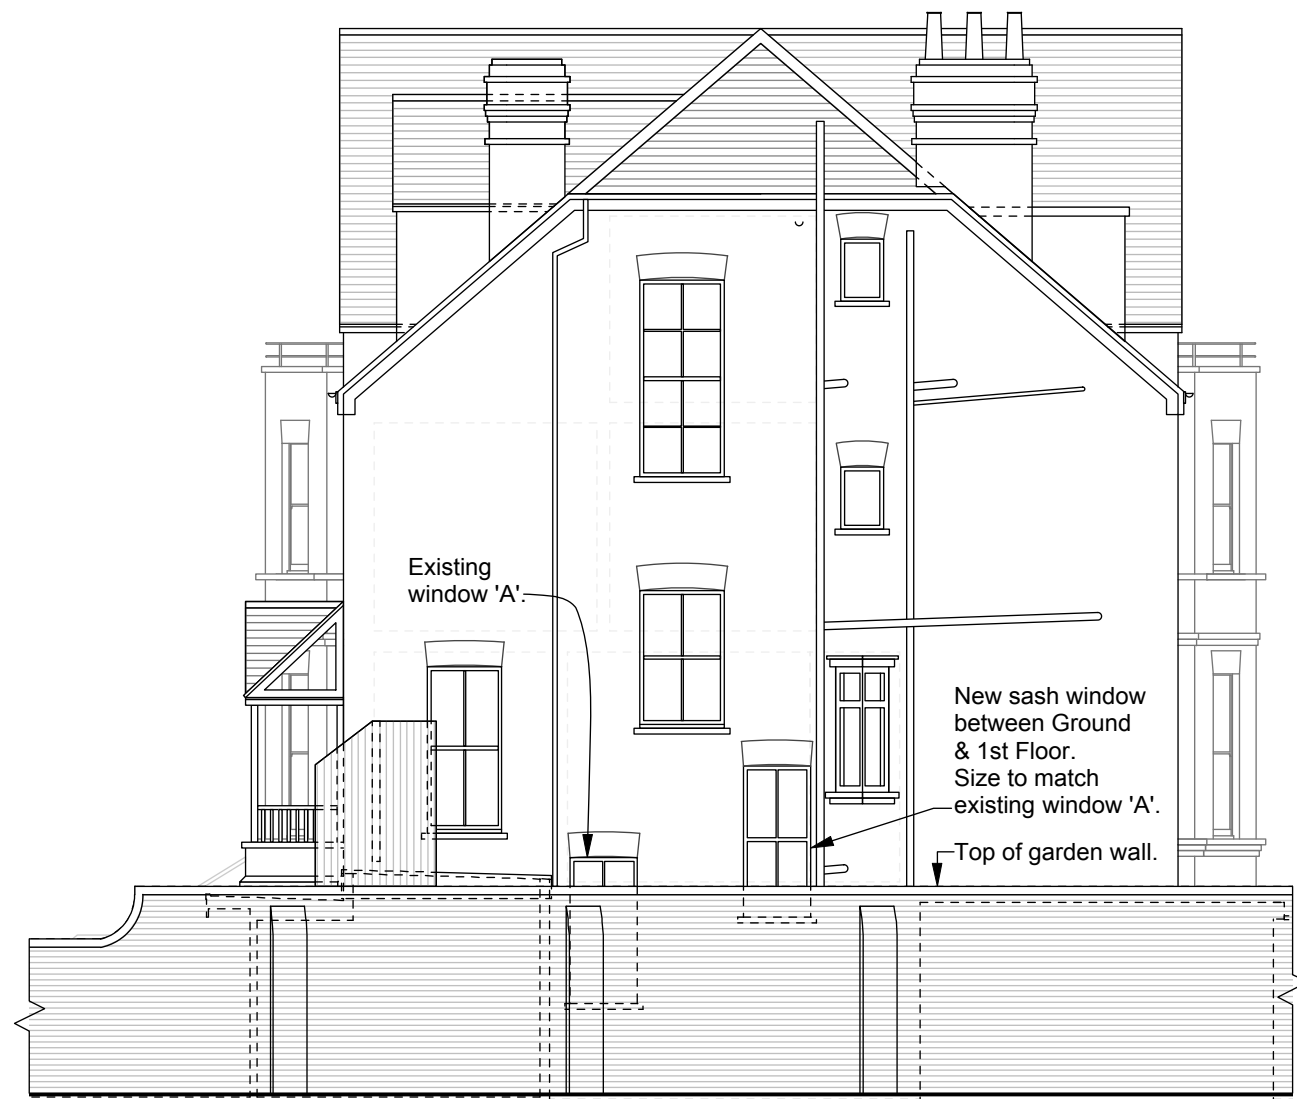 Existing
window 'A'.
New sash window
between Ground
& 1st Floor.
Size to match
existing window 'A'.
Top of garden wall.